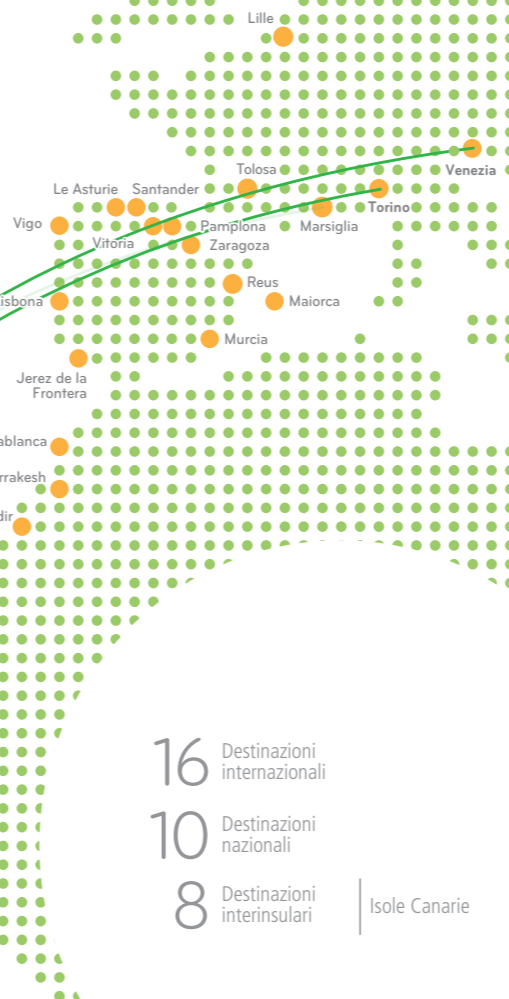 Lille
Venezia
Tolosa
Torino
Le Asturie
Santander
Vigo
Pamplona
Marsiglia
Vitoria
Zaragoza
Reus
isbona
Maiorca
Murcia
Jerez de la
Frontera
ablanca
rrakesh
dir
16
Destinazioni
internazionali
10
Destinazioni
nazionali
8
Destinazioni
interinsulari
Isole Canarie